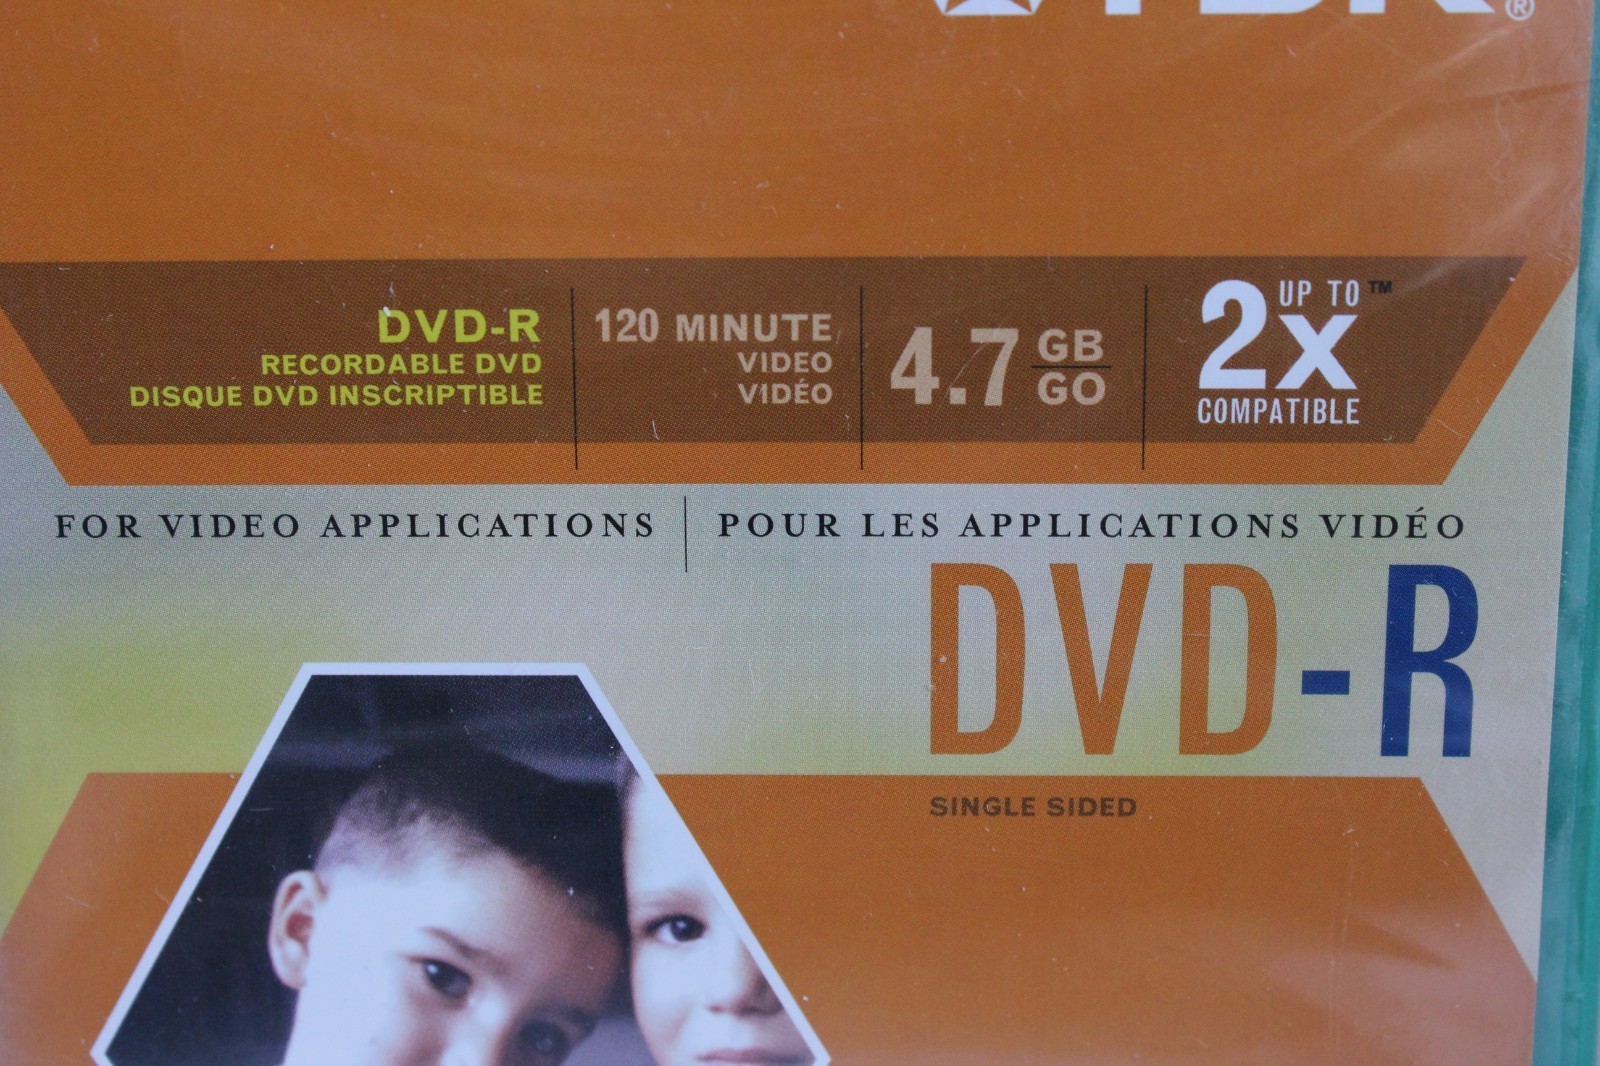 TDK®
DVD-R
RECORDABLE DVD
DISQUE DVD INSCRIPTIBLE
120 MINUTE
VIDEO
VIDÉO
4.7 GB
GO
UP TO™
2X
COMPATIBLE
FOR VIDEO APPLICATIONS
POUR LES APPLICATIONS VIDÉO
DVD-R
SINGLE SIDED